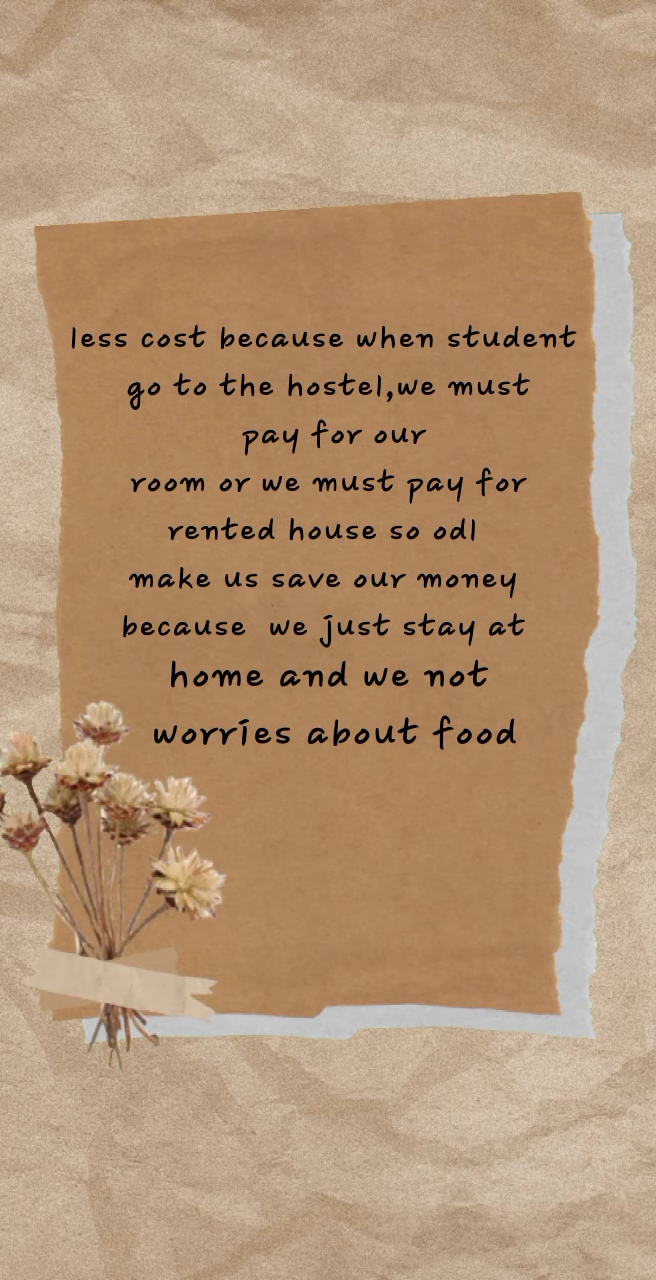 less cost because when student
go to the hostel,we must
pay for our
room or we must pay for
rented house so odl
make us save our money
because  we just stay at
home and we not
worries about food